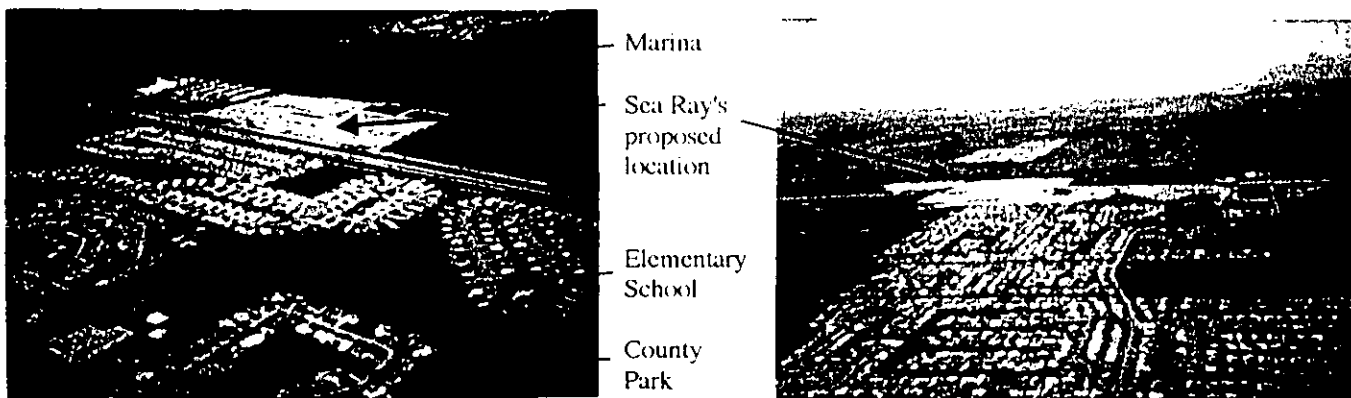 Marina
Sea Ray's
proposed
location
Elementary
School
County
Park